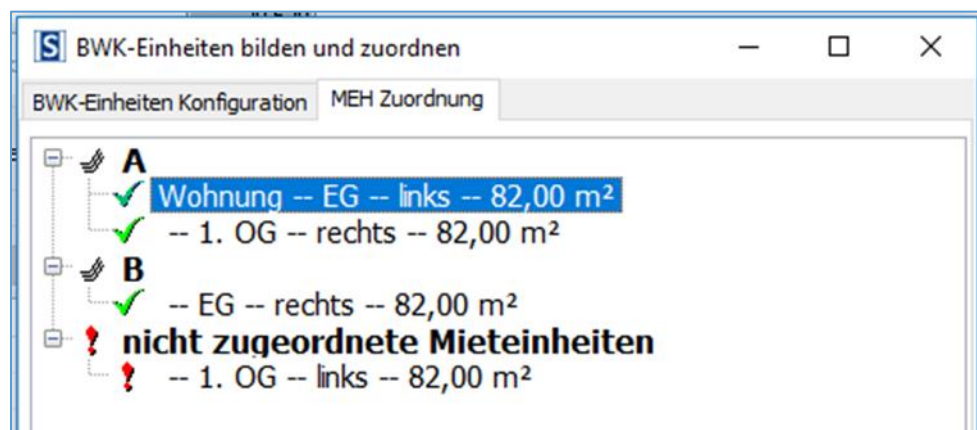 S BWK-Einheiten bilden und zuordnen
BWK-Einheiten Konfiguration MEH Zuordnung
A
Wohnung -- EG -- links -- 82,00 m²
-- 1. OG -- rechts -- 82,00 m²
B
-- EG -- rechts -- 82,00 m²
nicht zugeordnete Mieteinheiten
-- 1. OG -- links -- 82,00 m²